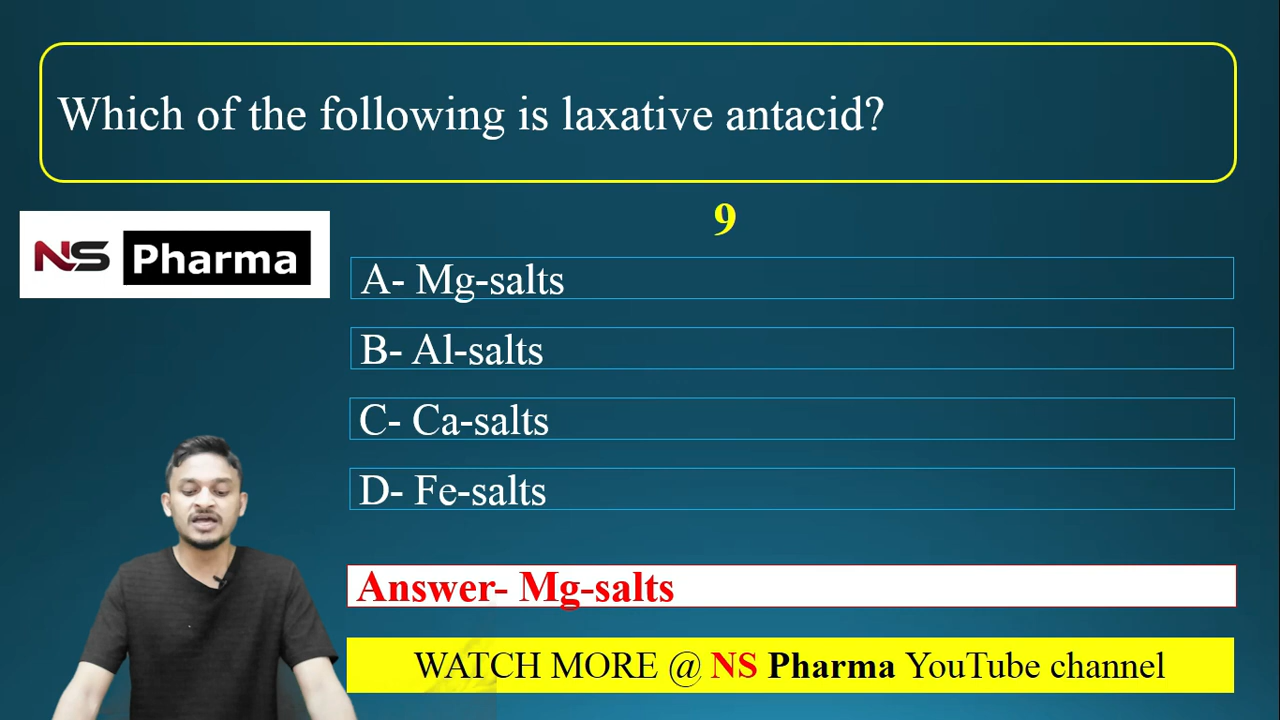 Which of the following is laxative antacid?
9
NS Pharma
A- Mg-salts
B- Al-salts
C- Ca-salts
D- Fe-salts
Answer- Mg-salts
WATCH MORE @ NS Pharma YouTube channel